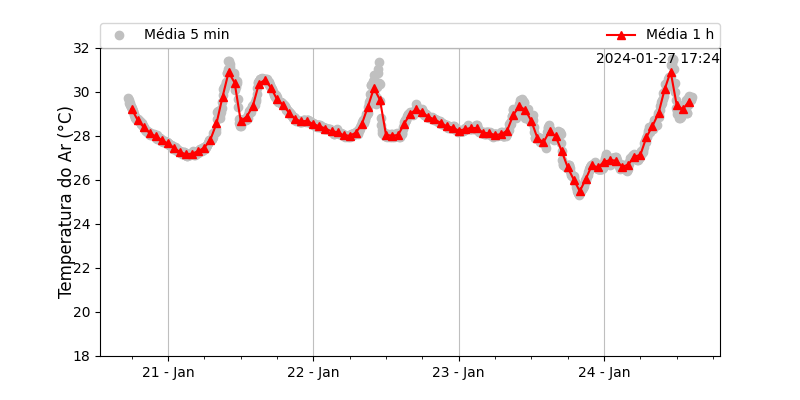 Média 5 min
Média 1 h
2024-01-27 17:24
Temperatura do Ar (°C)
32
30
28
26
24
22
20
18
21 - Jan
22 - Jan
23 - Jan
24 - Jan